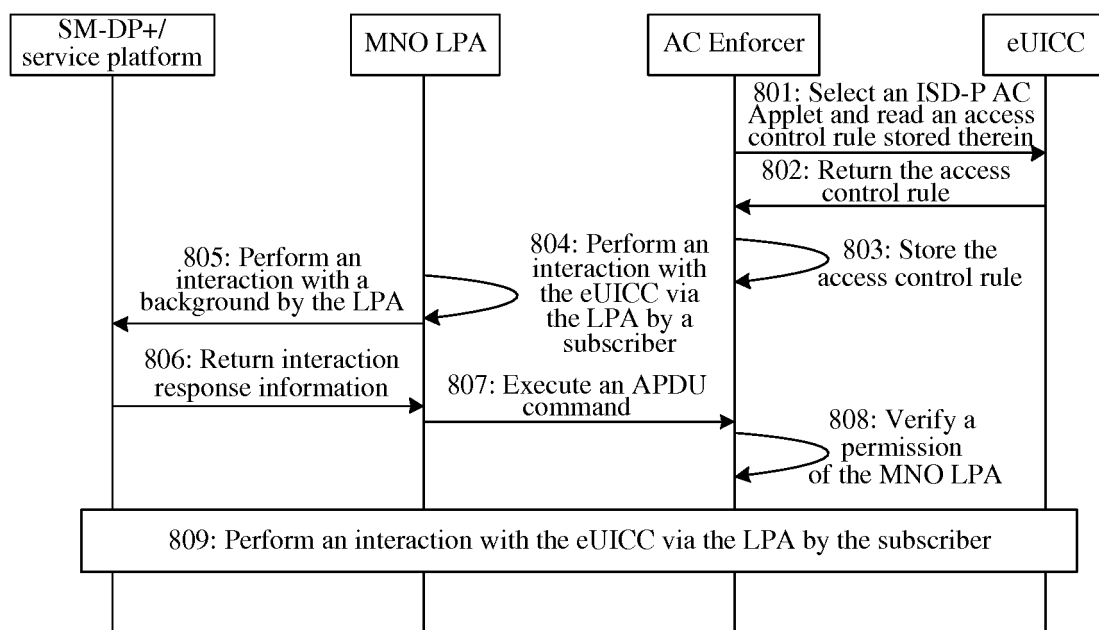 SM-DP+/
service platform
MNO LPA
AC Enforcer
eUICC
801: Select an ISD-P AC
Applet and read an access
control rule stored therein
802: Return the access
control rule
803: Store the
access control rule
804: Perform an
interaction with
the eUICC via
the LPA by a
subscriber
805: Perform an
interaction with a
background by the LPA
806: Return interaction
response information
807: Execute an APDU
command
808: Verify a
permission
of the MNO LPA
809: Perform an interaction with the eUICC via the LPA by the subscriber